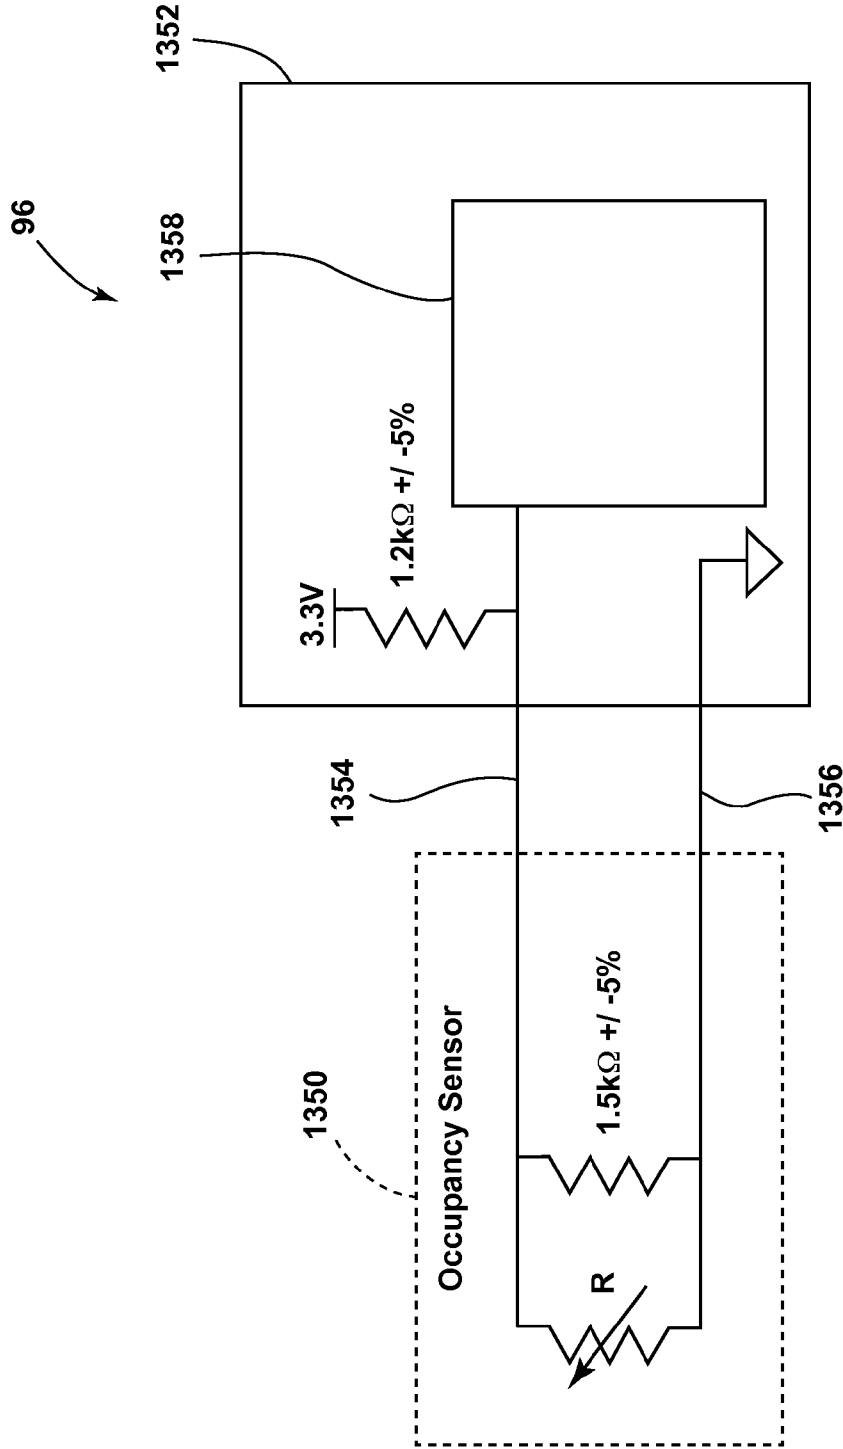 96
1352
1358
3.3V
1.2kΩ +/ -5%
1354
1356
1350
Occupancy Sensor
1.5kΩ +/ -5%
R